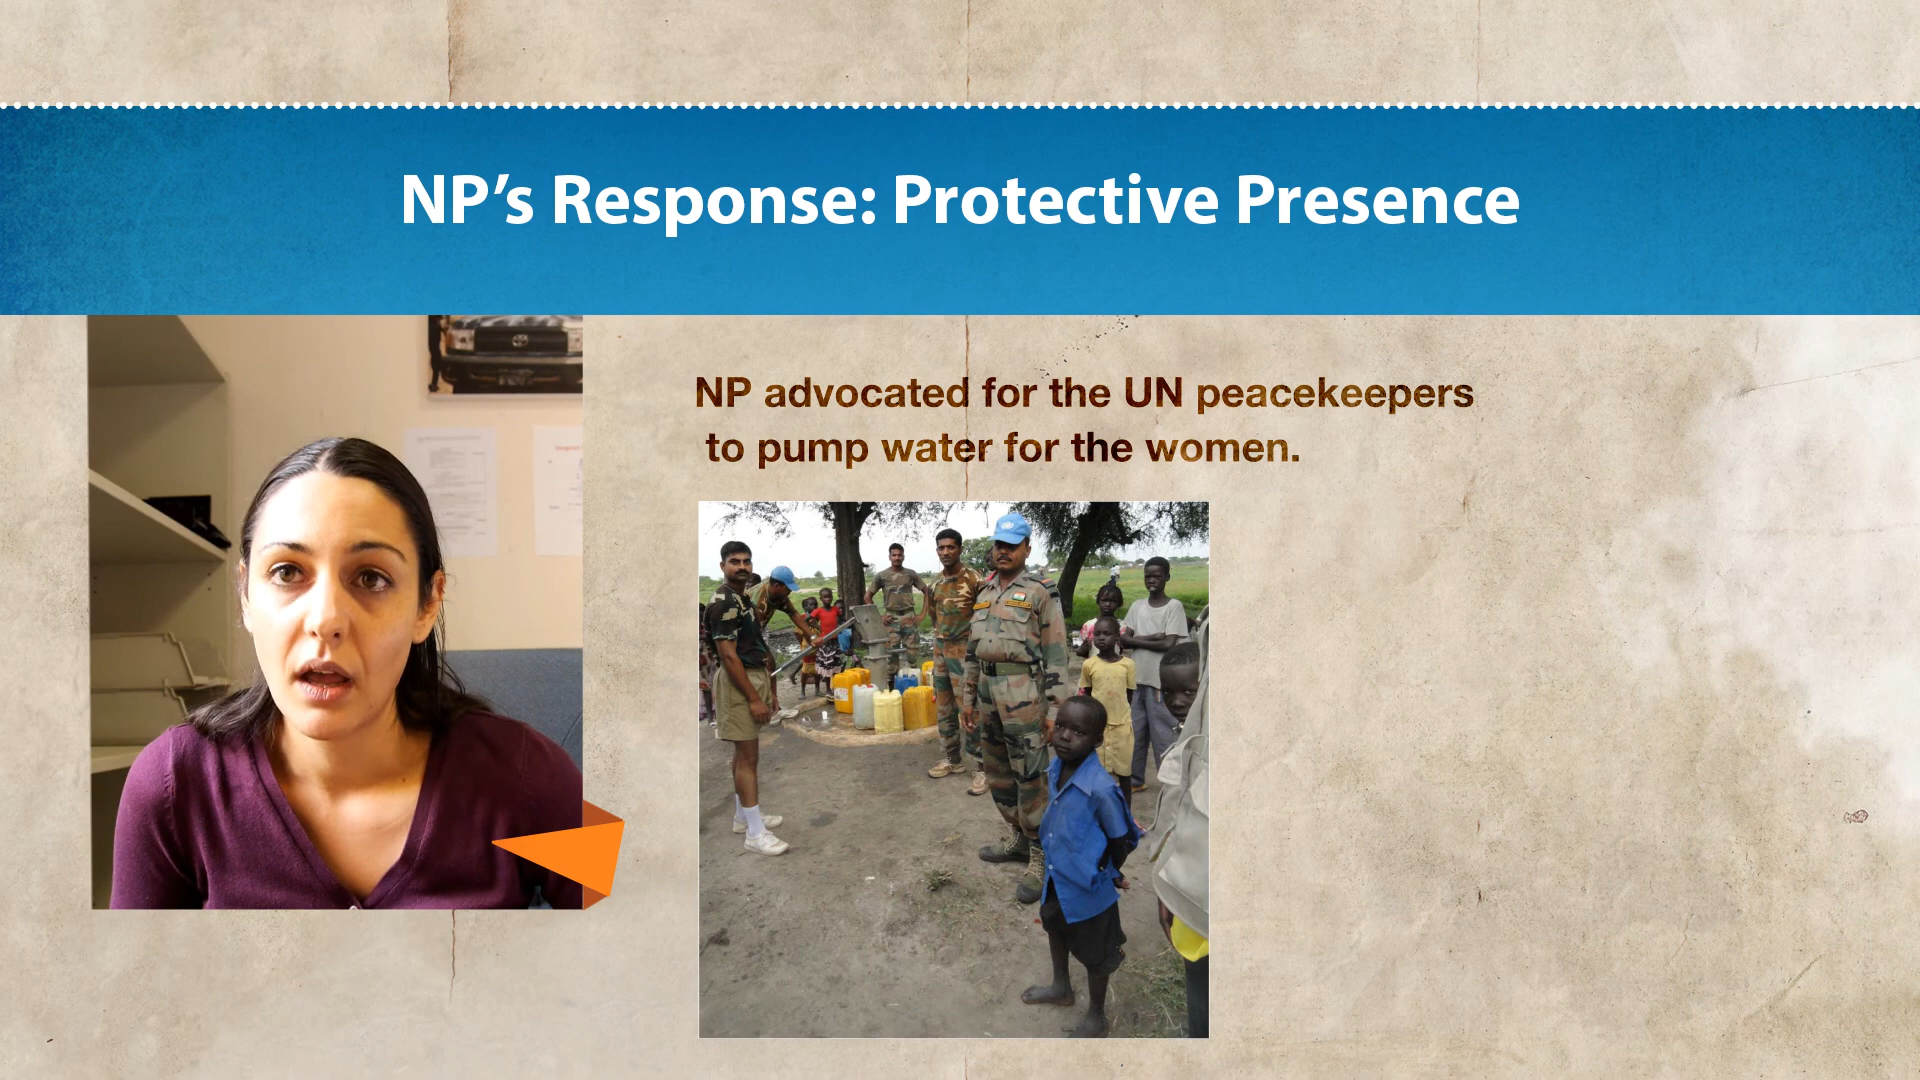 NP’s Response: Protective Presence
NP advocated for the UN peacekeepers
to pump water for the women.